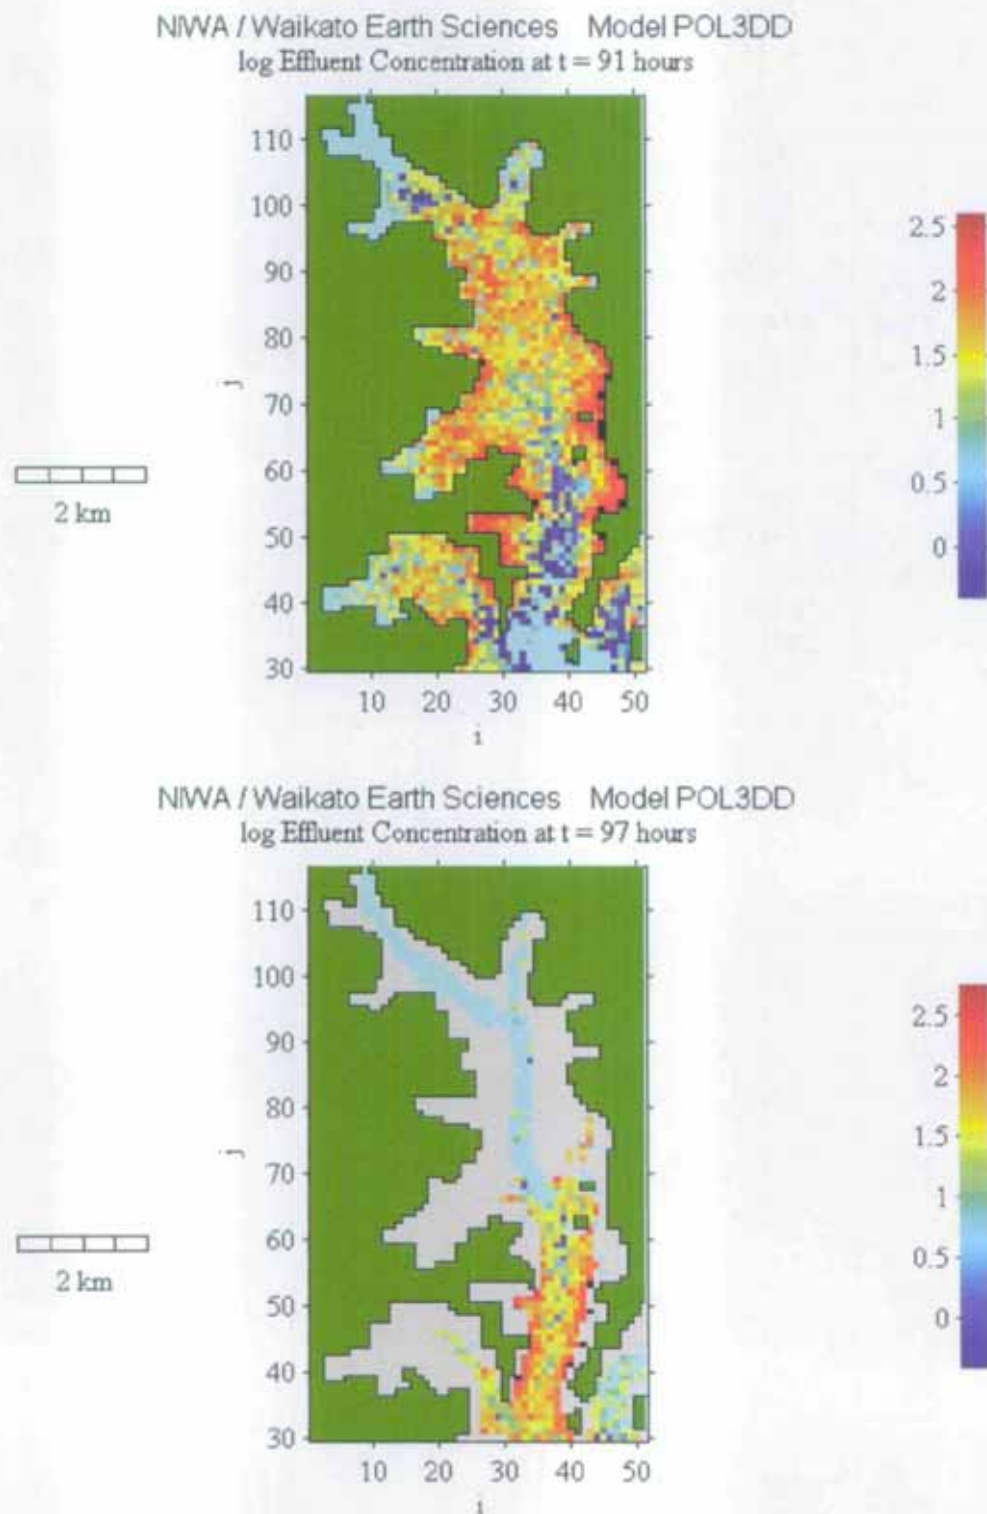 NIWA / Waikato Earth Sciences Model POL3DD
log Effluent Concentration at t = 91 hours
110
100
90
80
70
60
50
40
30
j
10 20 30 40 50
i
2 km
2.5
2
1.5
1
0.5
0
NIWA / Waikato Earth Sciences Model POL3DD
log Effluent Concentration at t = 97 hours
110
100
90
80
70
60
50
40
30
j
10 20 30 40 50
i
2 km
2.5
2
1.5
1
0.5
0